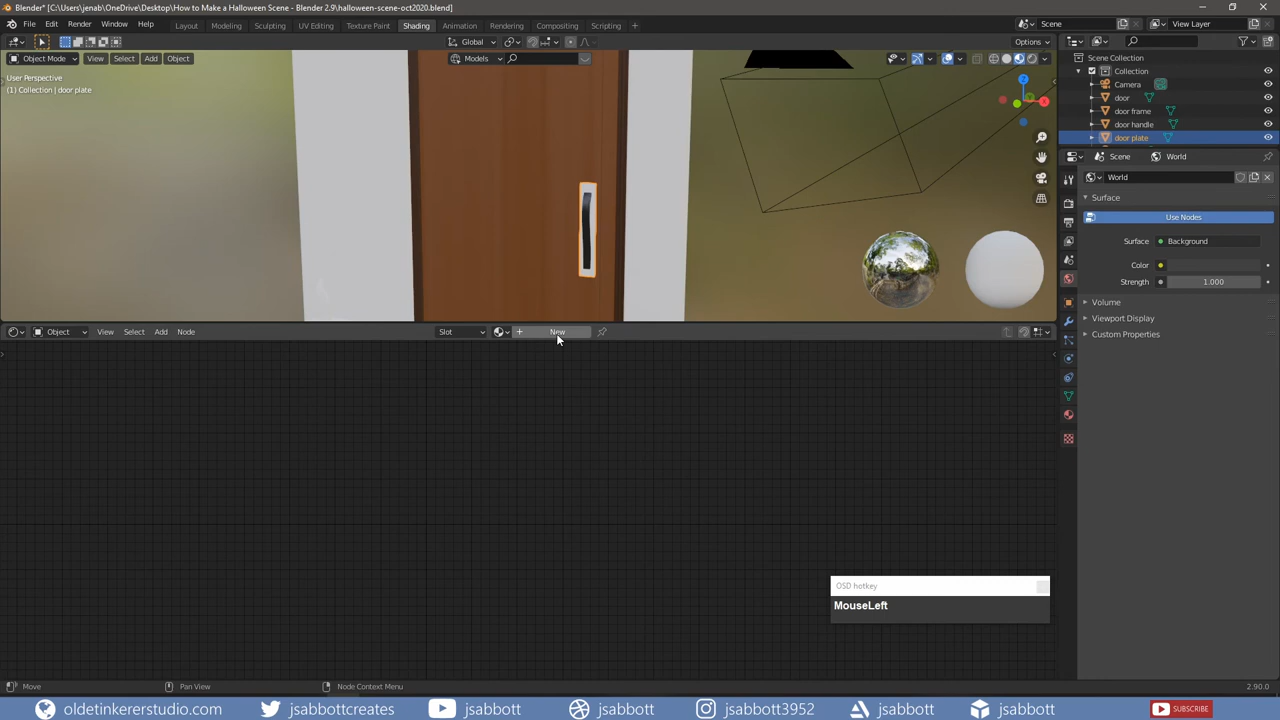 Blender* [C:\Users\jenab\OneDrive\Desktop\How to Make a Halloween Scene - Blender 2.9\halloween-scene-oct2020.blend]
File Edit Render Window Help Layout Modeling Sculpting UV Editing Texture Paint Shading Animation Rendering Compositing Scripting + Scene View Layer
Global Options
Object Mode View Select Add Object Models
User Perspective
(1) Collection | door plate
Z
X
Scene Collection
Collection
Camera
door
door frame
door handle
door plate
Scene World
World
Surface
Use Nodes
Surface Background
Color
Strength 1.000
Volume
Viewport Display
Custom Properties
Object View Select Add Node Slot New
OSD hotkey
MouseLeft
Move Pan View Node Context Menu 2.90.0
oldetinkererstudio.com jsabbottcreates jsabbott jsabbott jsabbott3952 jsabbott jsabbott SUBSCRIBE